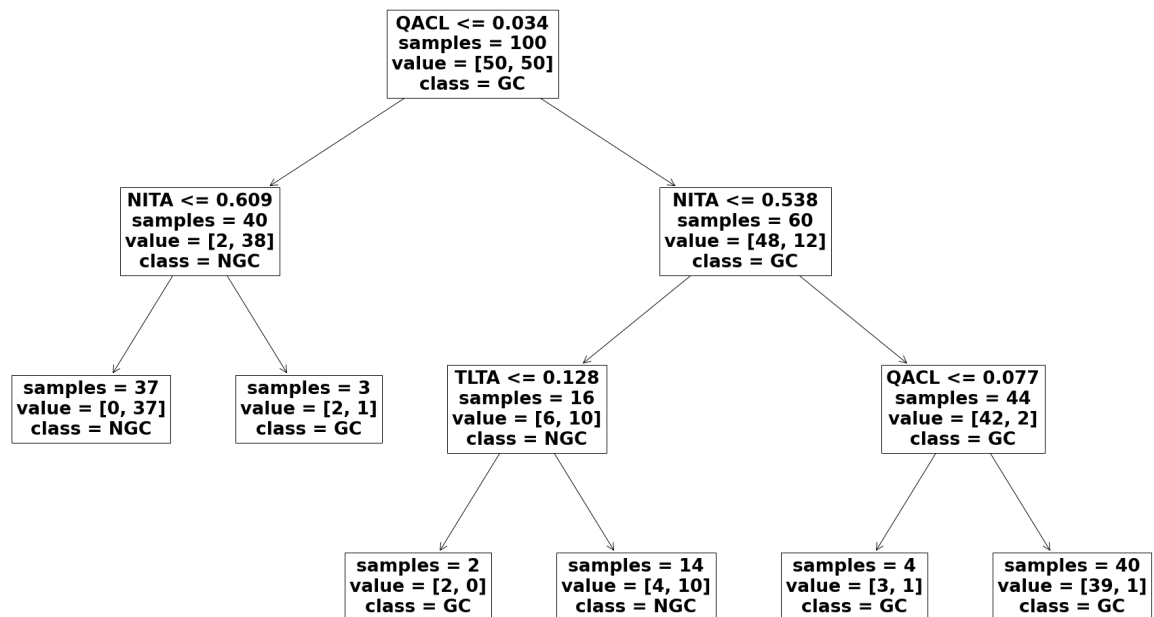 QACL <= 0.034
samples = 100
value = [50, 50]
class = GC
NITA <= 0.609
samples = 40
value = [2, 38]
class = NGC
NITA <= 0.538
samples = 60
value = [48, 12]
class = GC
samples = 37
value = [0, 37]
class = NGC
samples = 3
value = [2, 1]
class = GC
TLTA <= 0.128
samples = 16
value = [6, 10]
class = NGC
QACL <= 0.077
samples = 44
value = [42, 2]
class = GC
samples = 2
value = [2, 0]
class = GC
samples = 14
value = [4, 10]
class = NGC
samples = 4
value = [3, 1]
class = GC
samples = 40
value = [39, 1]
class = GC